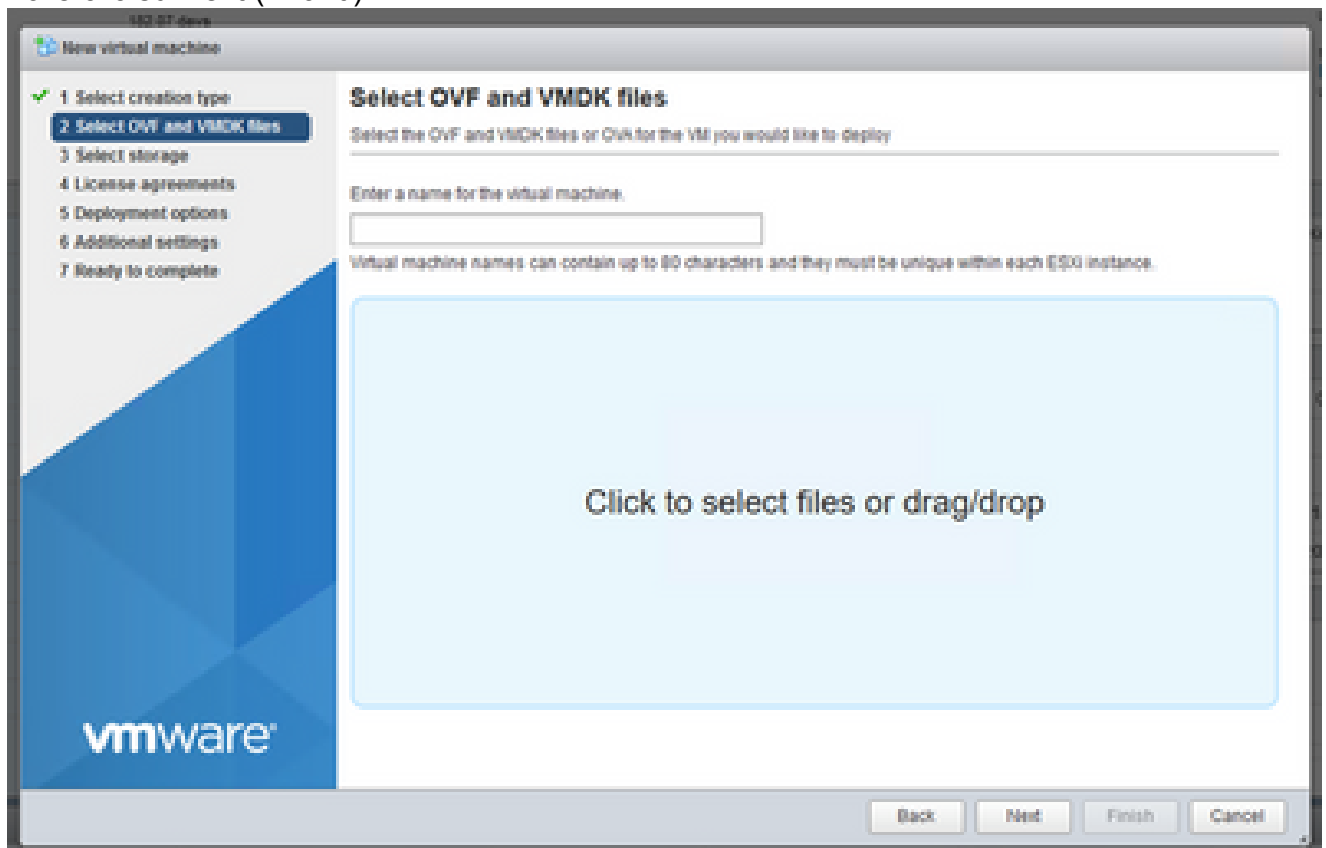 182.07 days
New virtual machine
1 Select creation type
2 Select OVF and VMDK files
3 Select storage
4 License agreements
5 Deployment options
6 Additional settings
7 Ready to complete
Select OVF and VMDK files
Select the OVF and VMDK files or OVA for the VM you would like to deploy
Enter a name for the virtual machine.
Virtual machine names can contain up to 80 characters and they must be unique within each ESXi instance.
Click to select files or drag/drop
vmware
Back Next Finish Cancel